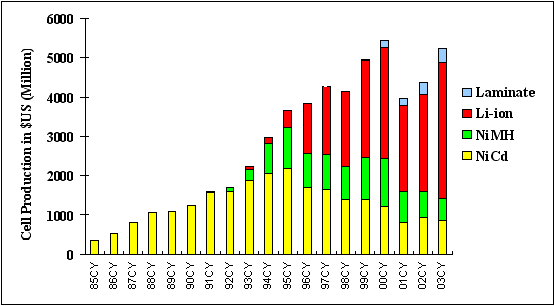 6000
5000
4000
3000
2000
1000
0
Cell Production in $US (Million)
85CY
86CY
87CY
88CY
89CY
90CY
91CY
92CY
93CY
94CY
95CY
96CY
97CY
98CY
99CY
00CY
01CY
02CY
03CY
Laminate
Li-ion
NiMH
NiCd